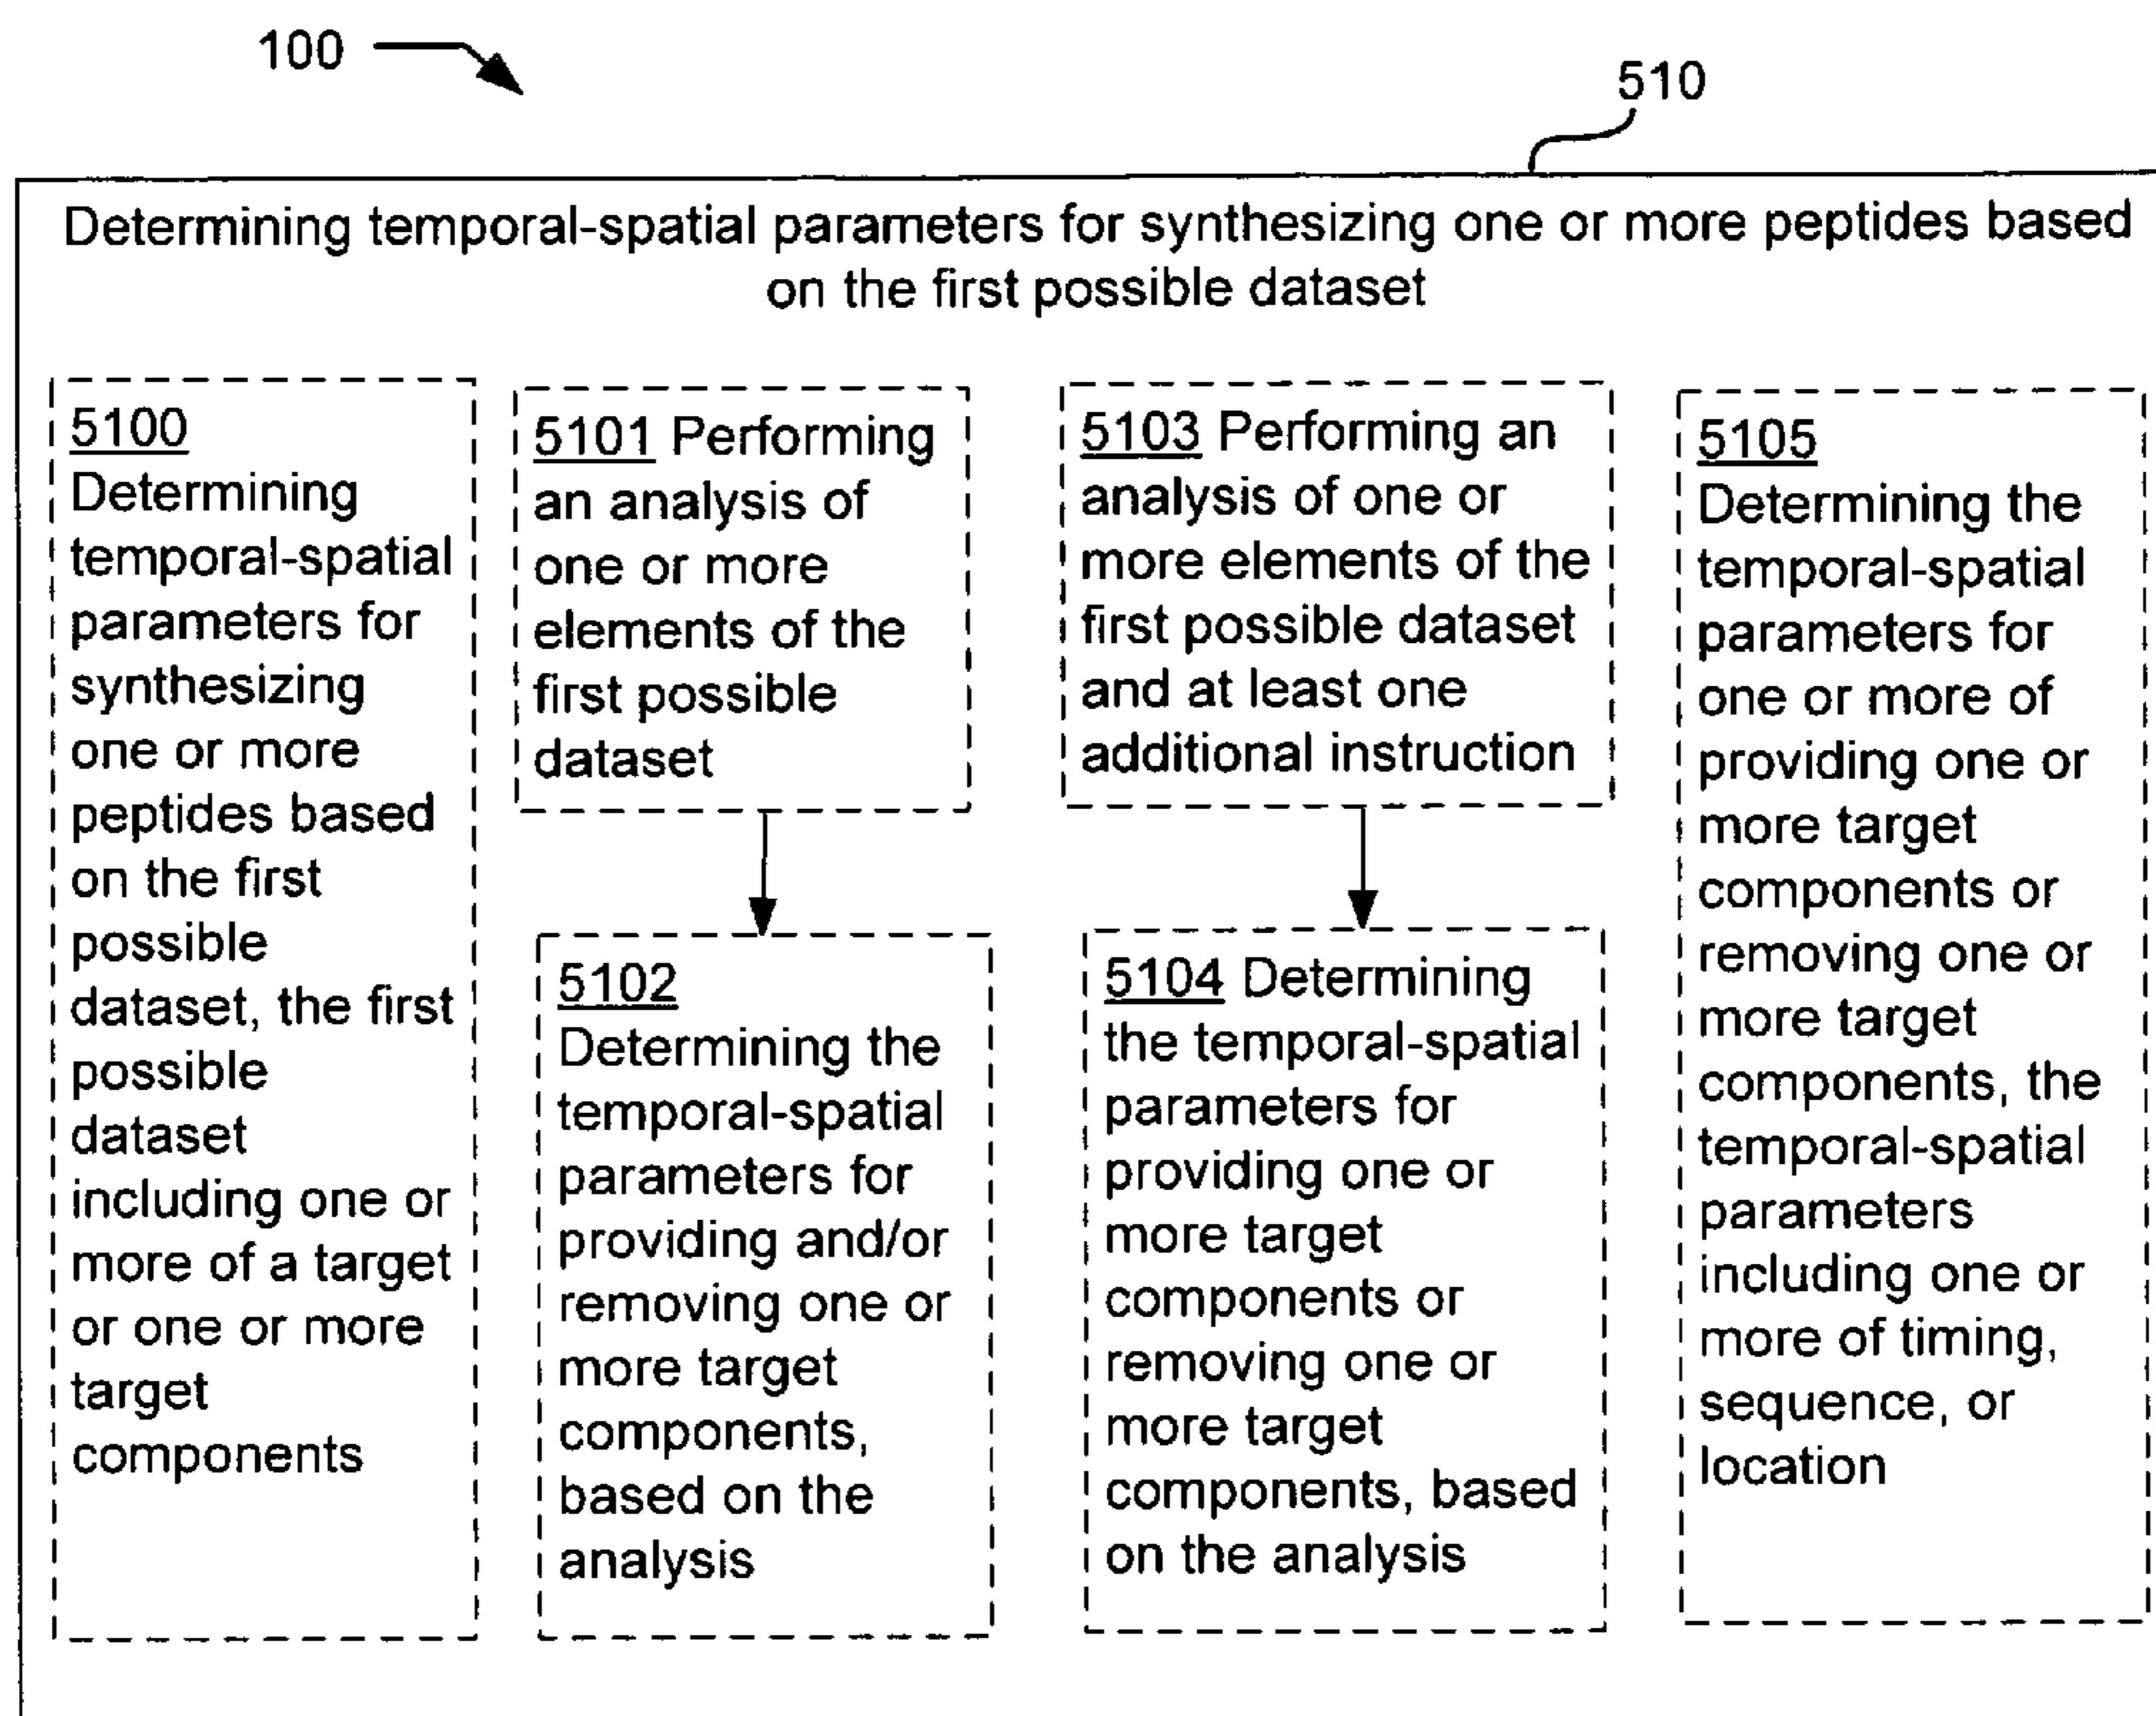 100
510
Determining temporal-spatial parameters for synthesizing one or more peptides based
on the first possible dataset
5100
Determining
temporal-spatial
parameters for
synthesizing
one or more
peptides based
on the first
possible
dataset, the first
possible
dataset
including one or
more of a target
or one or more
target
components
5101 Performing
an analysis of
one or more
elements of the
first possible
dataset
5102
Determining the
temporal-spatial
parameters for
providing and/or
removing one or
more target
components,
based on the
analysis
5103 Performing an
analysis of one or
more elements of the
first possible dataset
and at least one
additional instruction
5104 Determining
the temporal-spatial
parameters for
providing one or
more target
components or
removing one or
more target
components, based
on the analysis
5105
Determining the
temporal-spatial
parameters for
one or more of
providing one or
more target
components or
removing one or
more target
components, the
temporal-spatial
parameters
including one or
more of timing,
sequence, or
location